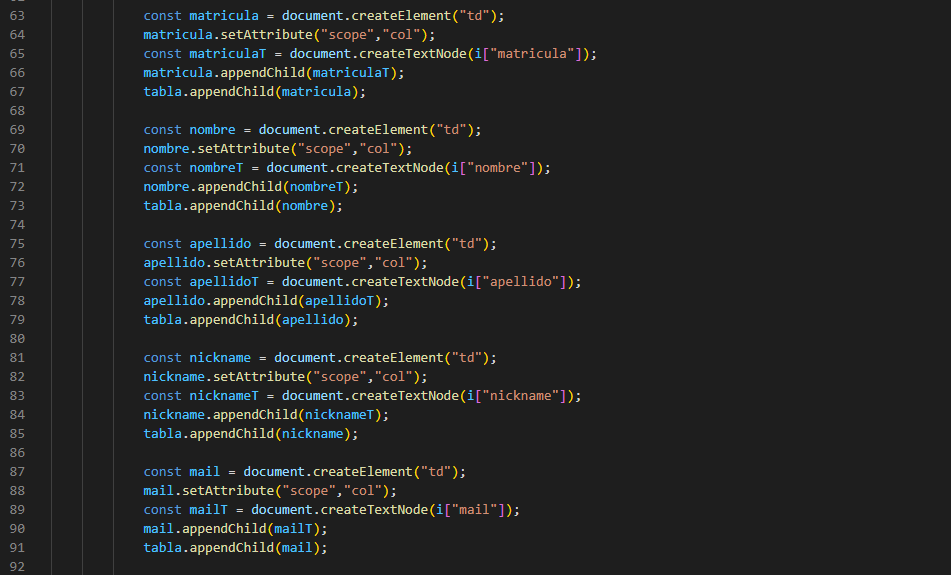 63 const matricula = document.createElement("td");
64 matricula.setAttribute("scope","col");
65 const matriculaT = document.createTextNode(i["matricula"]);
66 matricula.appendChild(matriculaT);
67 tabla.appendChild(matricula);
68
69 const nombre = document.createElement("td");
70 nombre.setAttribute("scope","col");
71 const nombreT = document.createTextNode(i["nombre"]);
72 nombre.appendChild(nombreT);
73 tabla.appendChild(nombre);
74
75 const apellido = document.createElement("td");
76 apellido.setAttribute("scope","col");
77 const apellidoT = document.createTextNode(i["apellido"]);
78 apellido.appendChild(apellidoT);
79 tabla.appendChild(apellido);
80
81 const nickname = document.createElement("td");
82 nickname.setAttribute("scope","col");
83 const nicknameT = document.createTextNode(i["nickname"]);
84 nickname.appendChild(nicknameT);
85 tabla.appendChild(nickname);
86
87 const mail = document.createElement("td");
88 mail.setAttribute("scope","col");
89 const mailT = document.createTextNode(i["mail"]);
90 mail.appendChild(mailT);
91 tabla.appendChild(mail);
92